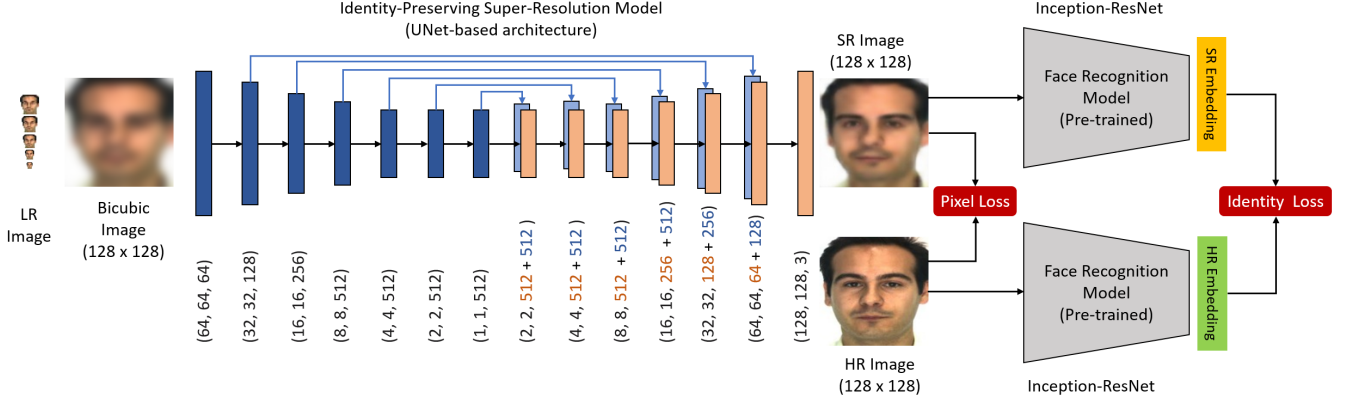 Identity-Preserving Super-Resolution Model
(UNet-based architecture)
LR
Image
Bicubic
Image
(128 x 128)
(64, 64, 64)
(32, 32, 128)
(16, 16, 256)
(8, 8, 512)
(4, 4, 512)
(2, 2, 512)
(1, 1, 512)
(2, 2, 512 + 512)
(4, 4, 512 + 512)
(8, 8, 512 + 512)
(16, 16, 256 + 512)
(32, 32, 128 + 256)
(64, 64, 64 + 128)
(128, 128, 3)
SR Image
(128 x 128)
HR Image
(128 x 128)
Pixel Loss
Inception-ResNet
Face Recognition
Model
(Pre-trained)
SR Embedding
Identity Loss
Face Recognition
Model
(Pre-trained)
HR Embedding
Inception-ResNet